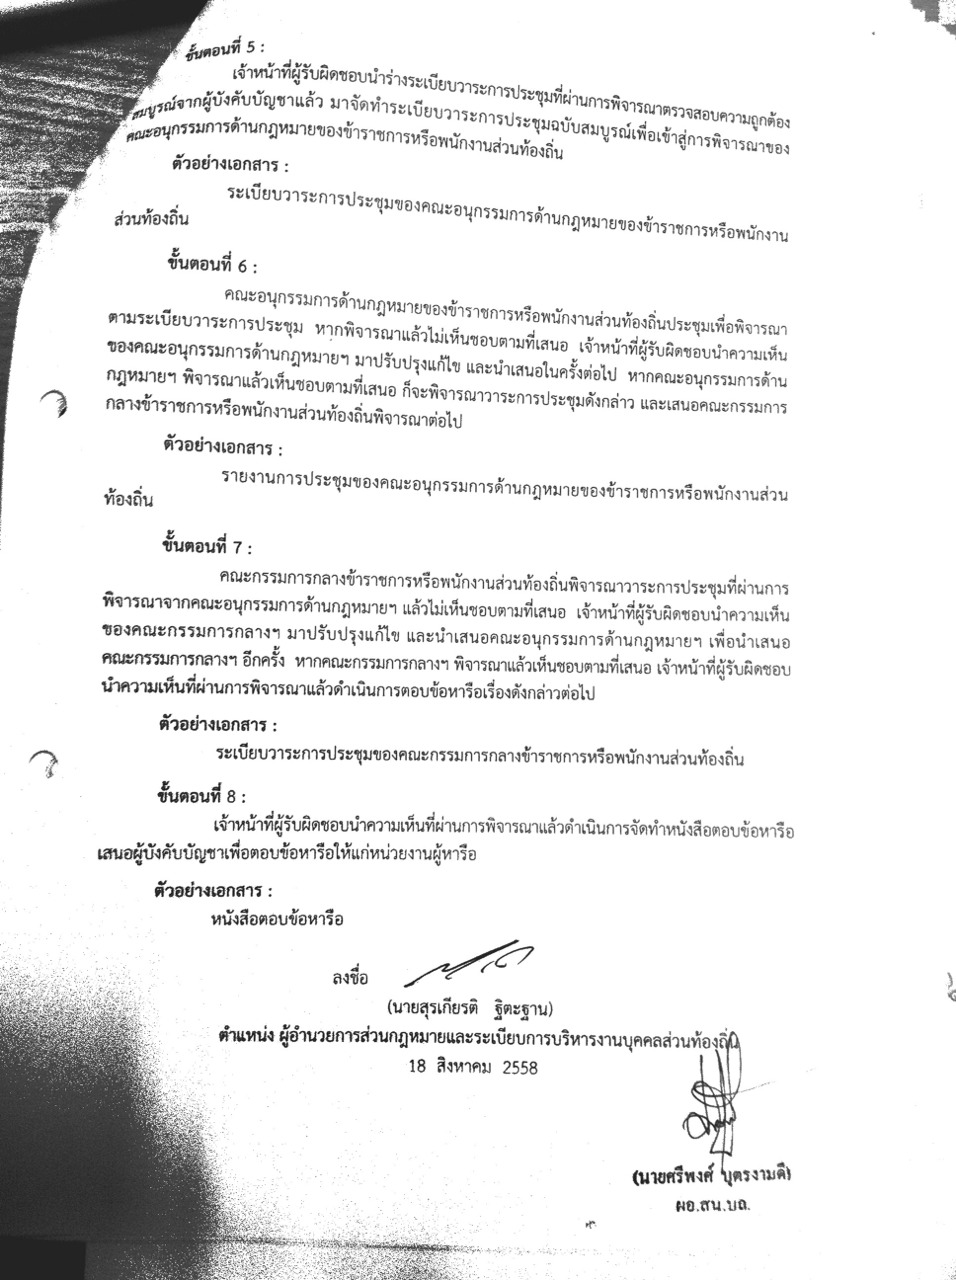 ขั้นตอนที่ 5 :
เจ้าหน้าที่ผู้รับผิดชอบนำร่างระเบียบวาระการประชุมที่ผ่านการพิจารณาตรวจสอบความถูกต้อง
สมบูรณ์จากผู้บังคับบัญชาแล้ว มาจัดทำระเบียบวาระการประชุมฉบับสมบูรณ์เพื่อเข้าสู่การพิจารณาของ
คณะอนุกรรมการด้านกฎหมายของข้าราชการหรือพนักงานส่วนท้องถิ่น
ตัวอย่างเอกสาร :
ระเบียบวาระการประชุมของคณะอนุกรรมการด้านกฎหมายของข้าราชการหรือพนักงาน
ส่วนท้องถิ่น
ขั้นตอนที่ 6 :
คณะอนุกรรมการด้านกฎหมายของข้าราชการหรือพนักงานส่วนท้องถิ่นประชุมเพื่อพิจารณา
ตามระเบียบวาระการประชุม หากพิจารณาแล้วไม่เห็นชอบตามที่เสนอ เจ้าหน้าที่ผู้รับผิดชอบนำความเห็น
ของคณะอนุกรรมการด้านกฎหมายฯ มาปรับปรุงแก้ไข และนำเสนอในครั้งต่อไป หากคณะอนุกรรมการด้าน
กฎหมายฯ พิจารณาแล้วเห็นชอบตามที่เสนอ ก็จะพิจารณาวาระการประชุมดังกล่าว และเสนอคณะกรรมการ
กลางข้าราชการหรือพนักงานส่วนท้องถิ่นพิจารณาต่อไป
ตัวอย่างเอกสาร :
รายงานการประชุมของคณะอนุกรรมการด้านกฎหมายของข้าราชการหรือพนักงานส่วน
ท้องถิ่น
ขั้นตอนที่ 7 :
คณะกรรมการกลางข้าราชการหรือพนักงานส่วนท้องถิ่นพิจารณาวาระการประชุมที่ผ่านการ
พิจารณาจากคณะอนุกรรมการด้านกฎหมายฯ แล้วไม่เห็นชอบตามที่เสนอ เจ้าหน้าที่ผู้รับผิดชอบนำความเห็น
ของคณะกรรมการกลางฯ มาปรับปรุงแก้ไข และนำเสนอคณะอนุกรรมการด้านกฎหมายฯ เพื่อนำเสนอ
คณะกรรมการกลางฯ อีกครั้ง หากคณะกรรมการกลางฯ พิจารณาแล้วเห็นชอบตามที่เสนอ เจ้าหน้าที่ผู้รับผิดชอบ
นำความเห็นที่ผ่านการพิจารณาแล้วดำเนินการตอบข้อหารือเรื่องดังกล่าวต่อไป
ตัวอย่างเอกสาร :
ระเบียบวาระการประชุมของคณะกรรมการกลางข้าราชการหรือพนักงานส่วนท้องถิ่น
ขั้นตอนที่ 8 :
เจ้าหน้าที่ผู้รับผิดชอบนำความเห็นที่ผ่านการพิจารณาแล้วดำเนินการจัดทำหนังสือตอบข้อหารือ
เสนอผู้บังคับบัญชาเพื่อตอบข้อหารือให้แก่หน่วยงานผู้หารือ
ตัวอย่างเอกสาร :
หนังสือตอบข้อหารือ
ลงชื่อ
(นายสุรเกียรติ ฐิตะฐาน)
ตำแหน่ง ผู้อำนวยการส่วนกฎหมายและระเบียบการบริหารงานบุคคลส่วนท้องถิ่น
18 สิงหาคม 2558
(นายศรีพงศ์ บุตรงามดี)
ผอ.สน.บถ.